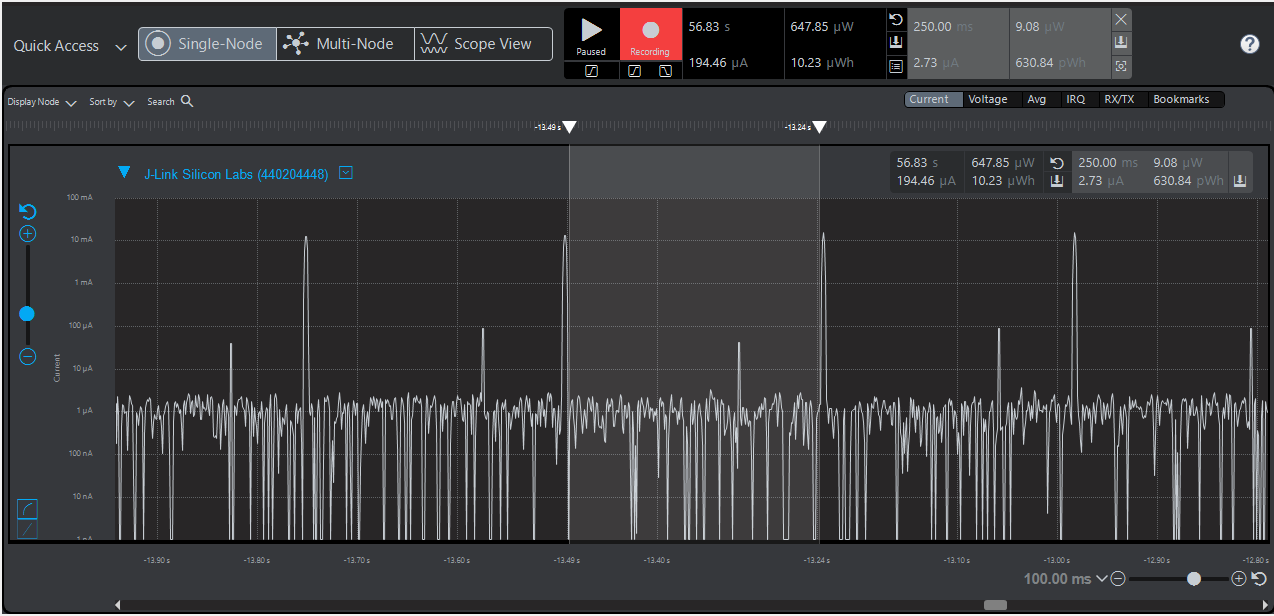 Quick Access
Single-Node
Multi-Node
Scope View
Paused
Recording
56.83 s
647.85 µW
194.46 µA
10.23 µWh
250.00 ms
9.08 µW
2.73 µA
630.84 pWh
?
Display Node
Sort by
Search
Current
Voltage
Avg
IRQ
RX/TX
Bookmarks
-13.49 s
-13.24 s
J-Link Silicon Labs (440204448)
56.83 s
647.85 µW
250.00 ms
9.08 µW
194.46 µA
10.23 µWh
2.73 µA
630.84 pWh
100 mA
10 mA
1 mA
100 µA
10 µA
1 µA
100 nA
10 nA
1 nA
Current
-13.90 s
-13.80 s
-13.70 s
-13.60 s
-13.49 s
-13.40 s
-13.24 s
-13.10 s
-13.00 s
-12.90 s
-12.80 s
100.00 ms